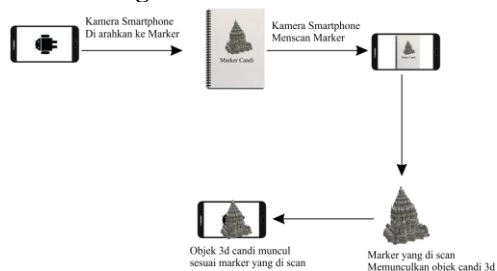 Kamera Smartphone
Di arahkan ke Marker
Marker Candi
Kamera Smartphone
Menscan Marker
Objek 3d candi muncul
sesuai marker yang di scan
Marker yang di scan
Memunculkan objek candi 3d